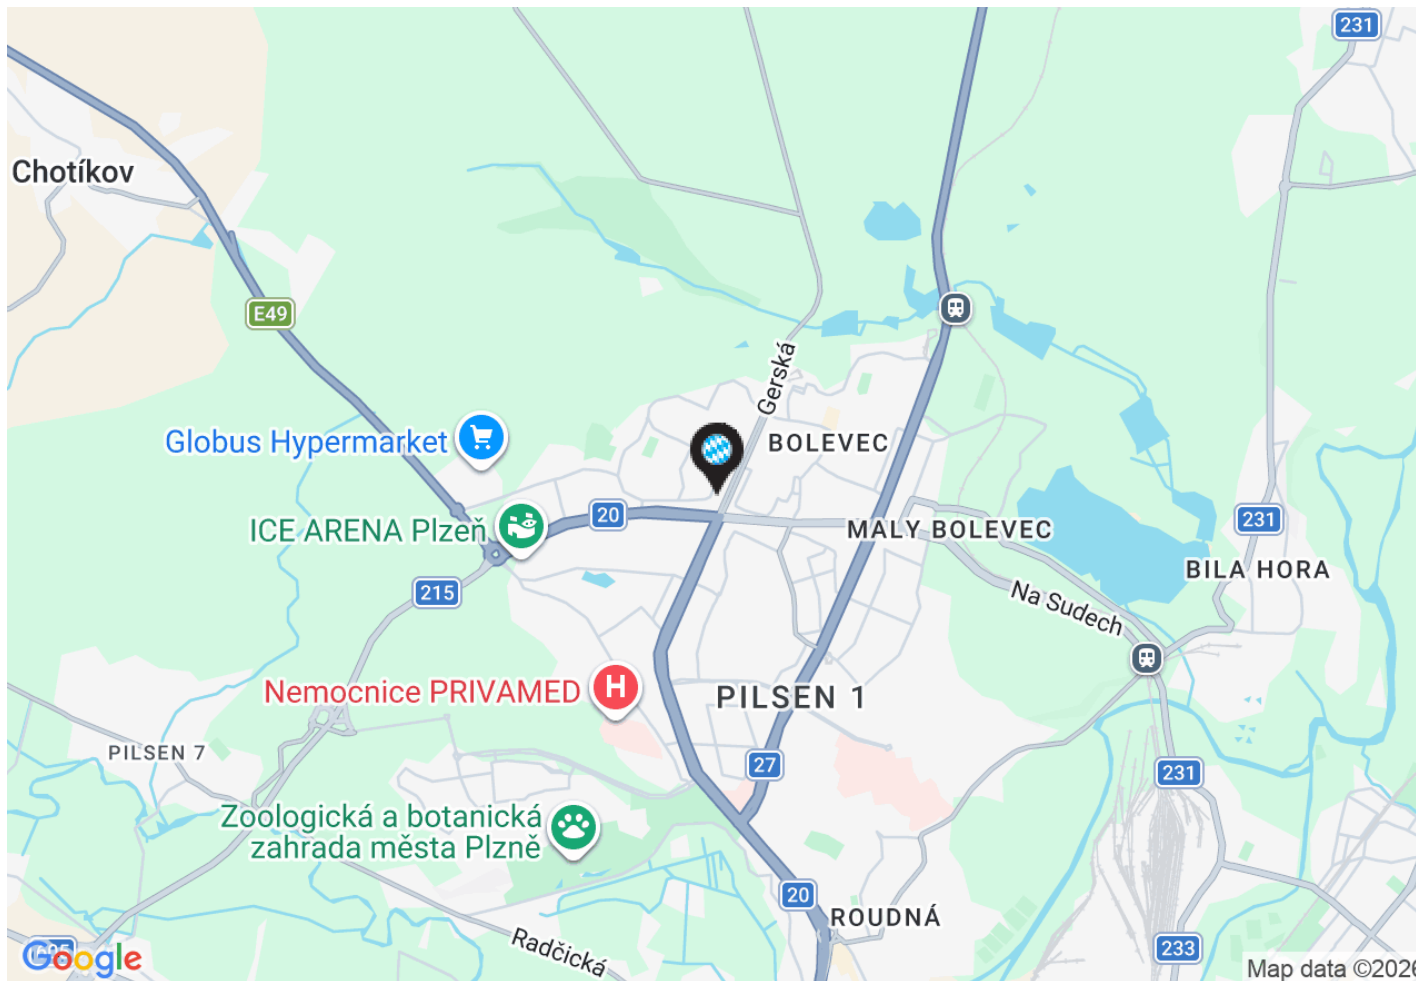 231
Chotíkov
E49
Gerská
Globus Hypermarket
BOLEVEC
20
ICE ARENA Plzeň
MALY BOLEVEC
231
BILA HORA
215
Na Sudech
Nemocnice PRIVAMED
H
PILSEN 1
PILSEN 7
27
231
Zoologická a botanická
zahrada města Plzně
20
ROUDNÁ
Radčická
233
Google
Map data ©2026